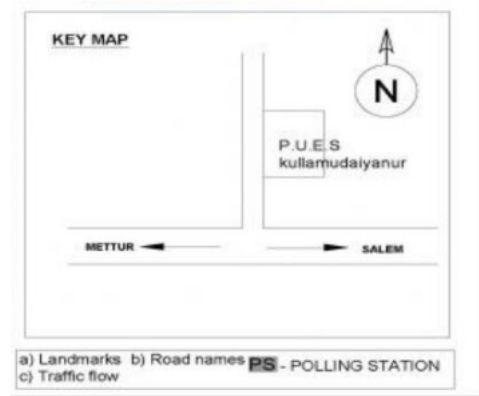 KEY MAP
N
P.U.E.S
kullamudaiyanur
METTUR
SALEM
a) Landmarks b) Road names PS - POLLING STATION
c) Traffic flow